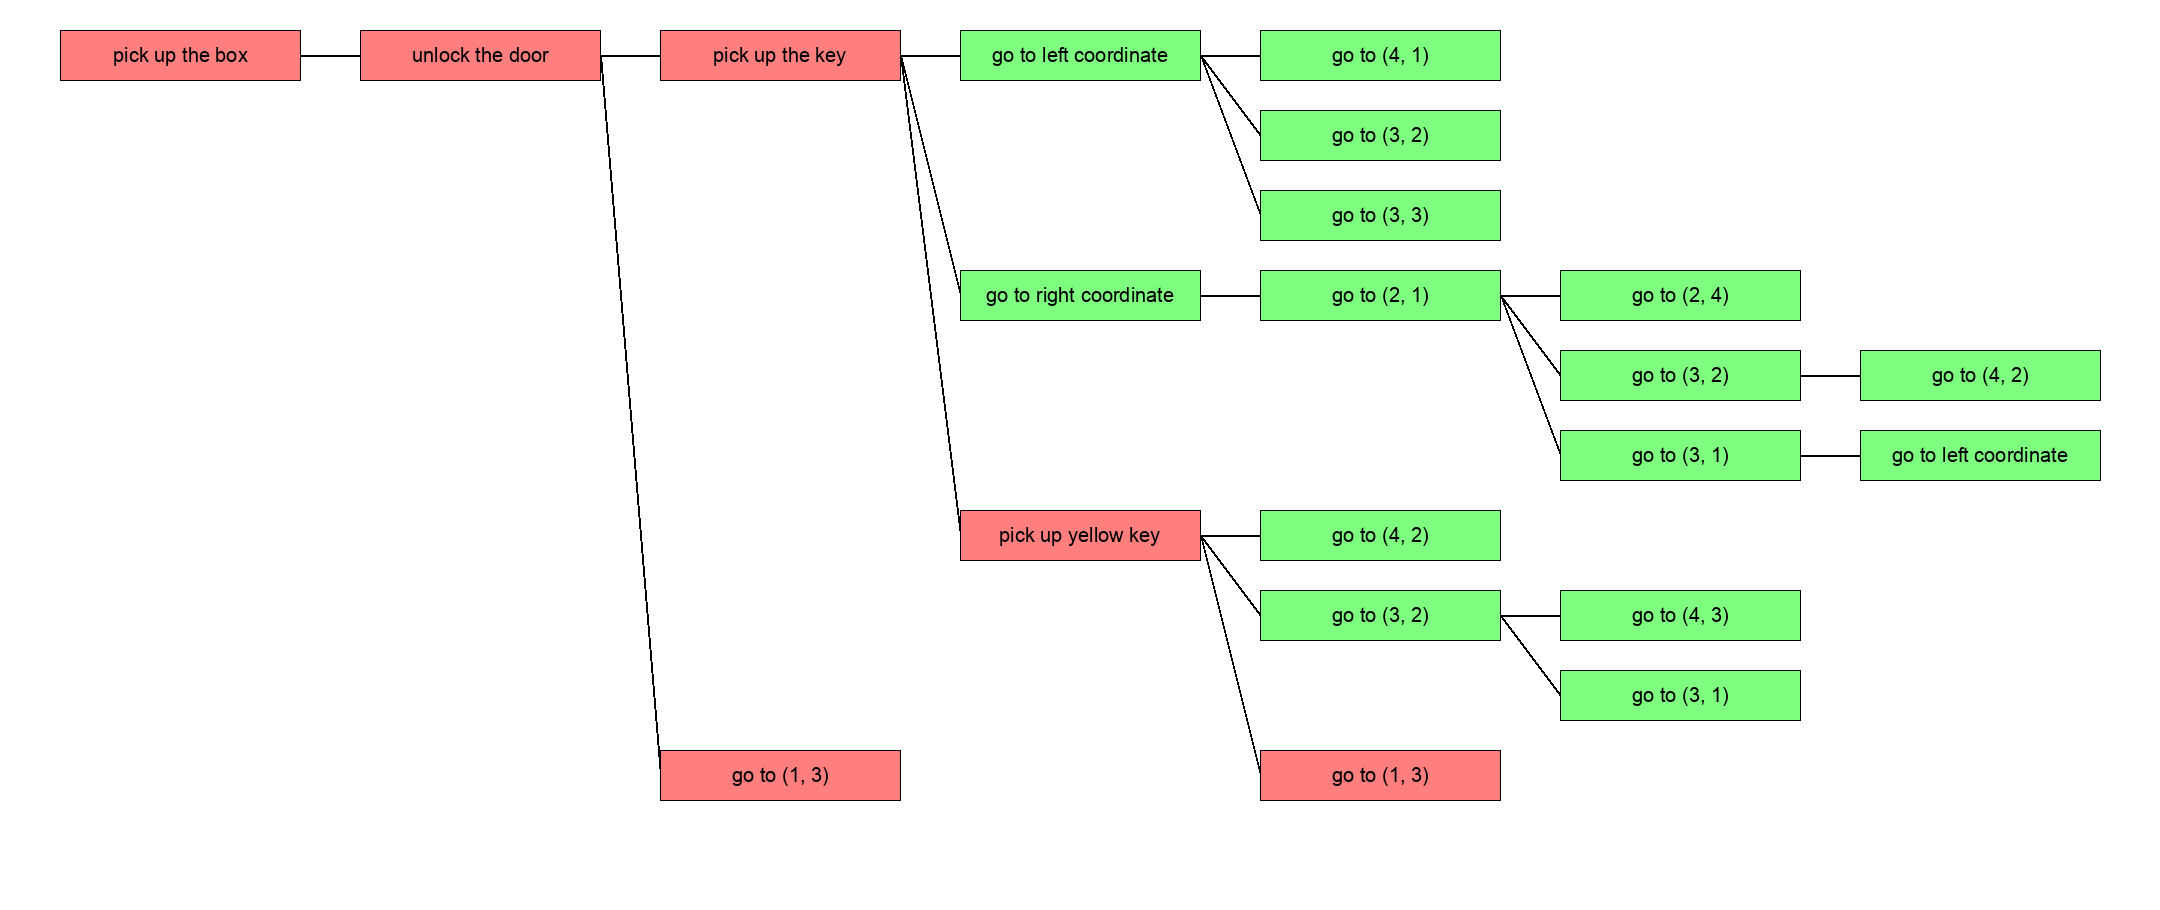 pick up the box
unlock the door
pick up the key
go to left coordinate
go to (4, 1)
go to (3, 2)
go to (3, 3)
go to right coordinate
go to (2, 1)
go to (2, 4)
go to (3, 2)
go to (4, 2)
go to (3, 1)
go to left coordinate
pick up yellow key
go to (4, 2)
go to (3, 2)
go to (4, 3)
go to (3, 1)
go to (1, 3)
go to (1, 3)